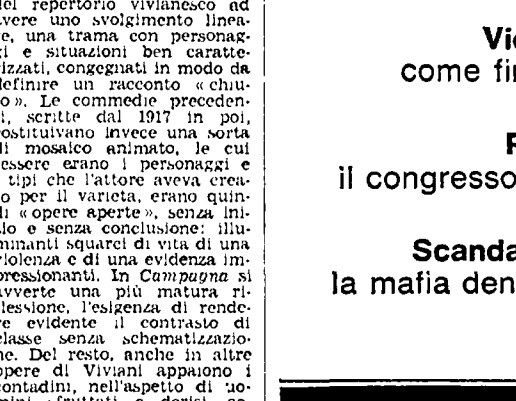 del repertorio vivianesco ad
avere uno svolgimento linea-
re, una trama con personag-
gi e situazioni ben caratte-
rizzati, congegnati in modo da
definire un racconto « chiu-
so ». Le commedie preceden-
ti, scritte dal 1917 in poi,
costituivano invece una sorta
di mosaico animato, le cui
tessere erano i personaggi e
i tipi che l'attore aveva crea-
to per il varietà, erano quin-
di « opere aperte », senza ini-
zio e senza conclusione: illu-
minanti squarci di vita di una
violenza e di una evidenza im-
pressionanti. In Campagna si
avverte una più matura ri-
flessione, l'esigenza di rende-
re evidente il contrasto di
classe senza schematizzazio-
ne. Del resto, anche in altre
opere di Viviani appaiono i
contadini, nell'aspetto di uo-
Vi
come fi
il congresso
Scanda
la mafia den